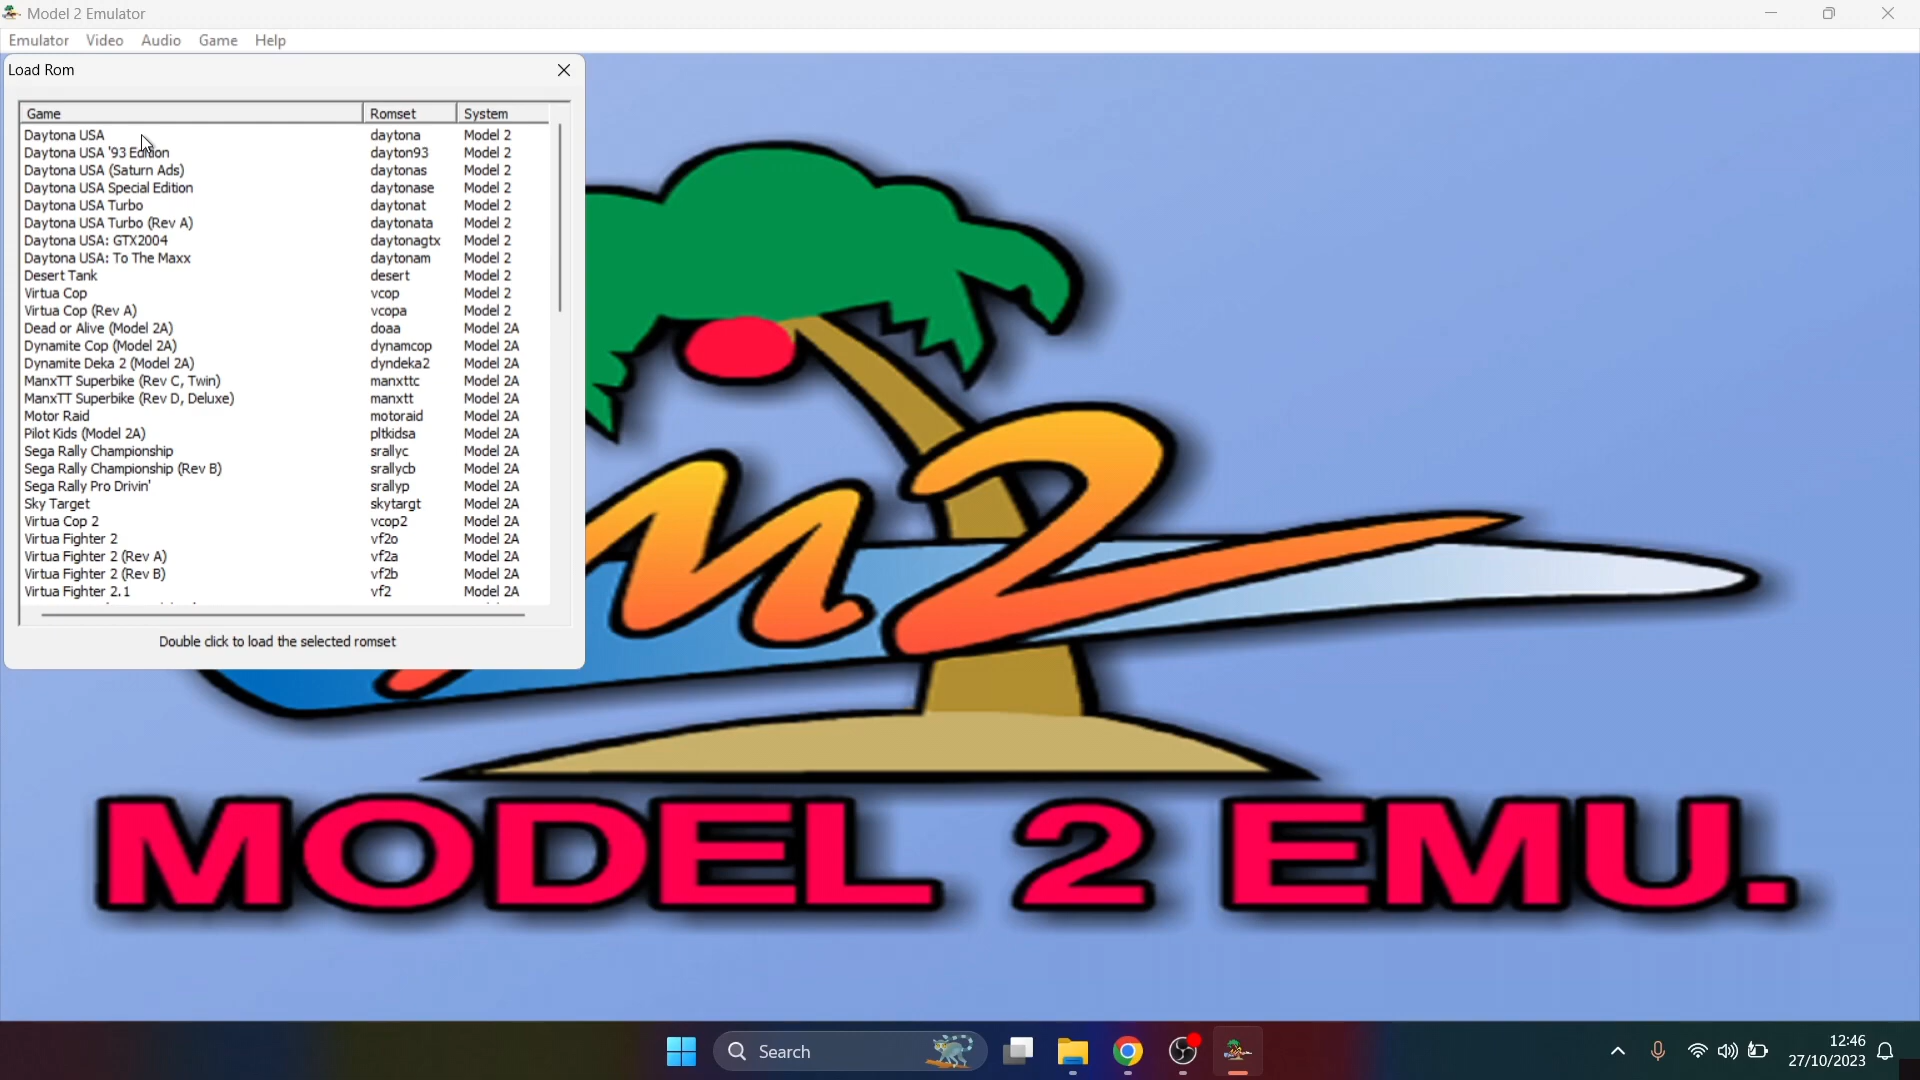 Model 2 Emulator
Emulator Video Audio Game Help
Load Rom
Game Romset System
Daytona USA daytona Model 2
Daytona USA '93 Edition dayton93 Model 2
Daytona USA (Saturn Ads) daytonas Model 2
Daytona USA Special Edition daytonase Model 2
Daytona USA Turbo daytonat Model 2
Daytona USA Turbo (Rev A) daytonata Model 2
Daytona USA: GTX2004 daytonagtx Model 2
Daytona USA: To The Maxx daytonam Model 2
Desert Tank desert Model 2
Virtua Cop vcop Model 2
Virtua Cop (Rev A) vcopa Model 2
Dead or Alive (Model 2A) doaa Model 2A
Dynamite Cop (Model 2A) dynamcop Model 2A
Dynamite Deka 2 (Model 2A) dyndeka2 Model 2A
ManxTT Superbike (Rev C, Twin) manxttc Model 2A
ManxTT Superbike (Rev D, Deluxe) manxtt Model 2A
Motor Raid motoraid Model 2A
Pilot Kids (Model 2A) pltkidsa Model 2A
Sega Rally Championship srallyc Model 2A
Sega Rally Championship (Rev B) srallycb Model 2A
Sega Rally Pro Drivin' srallyp Model 2A
Sky Target skytargt Model 2A
Virtua Cop 2 vcop2 Model 2A
Virtua Fighter 2 vf2o Model 2A
Virtua Fighter 2 (Rev A) vf2a Model 2A
Virtua Fighter 2 (Rev B) vf2b Model 2A
Virtua Fighter 2.1 vf2 Model 2A
Double click to load the selected romset
m2
MODEL 2 EMU.
Search
12:46
27/10/2023